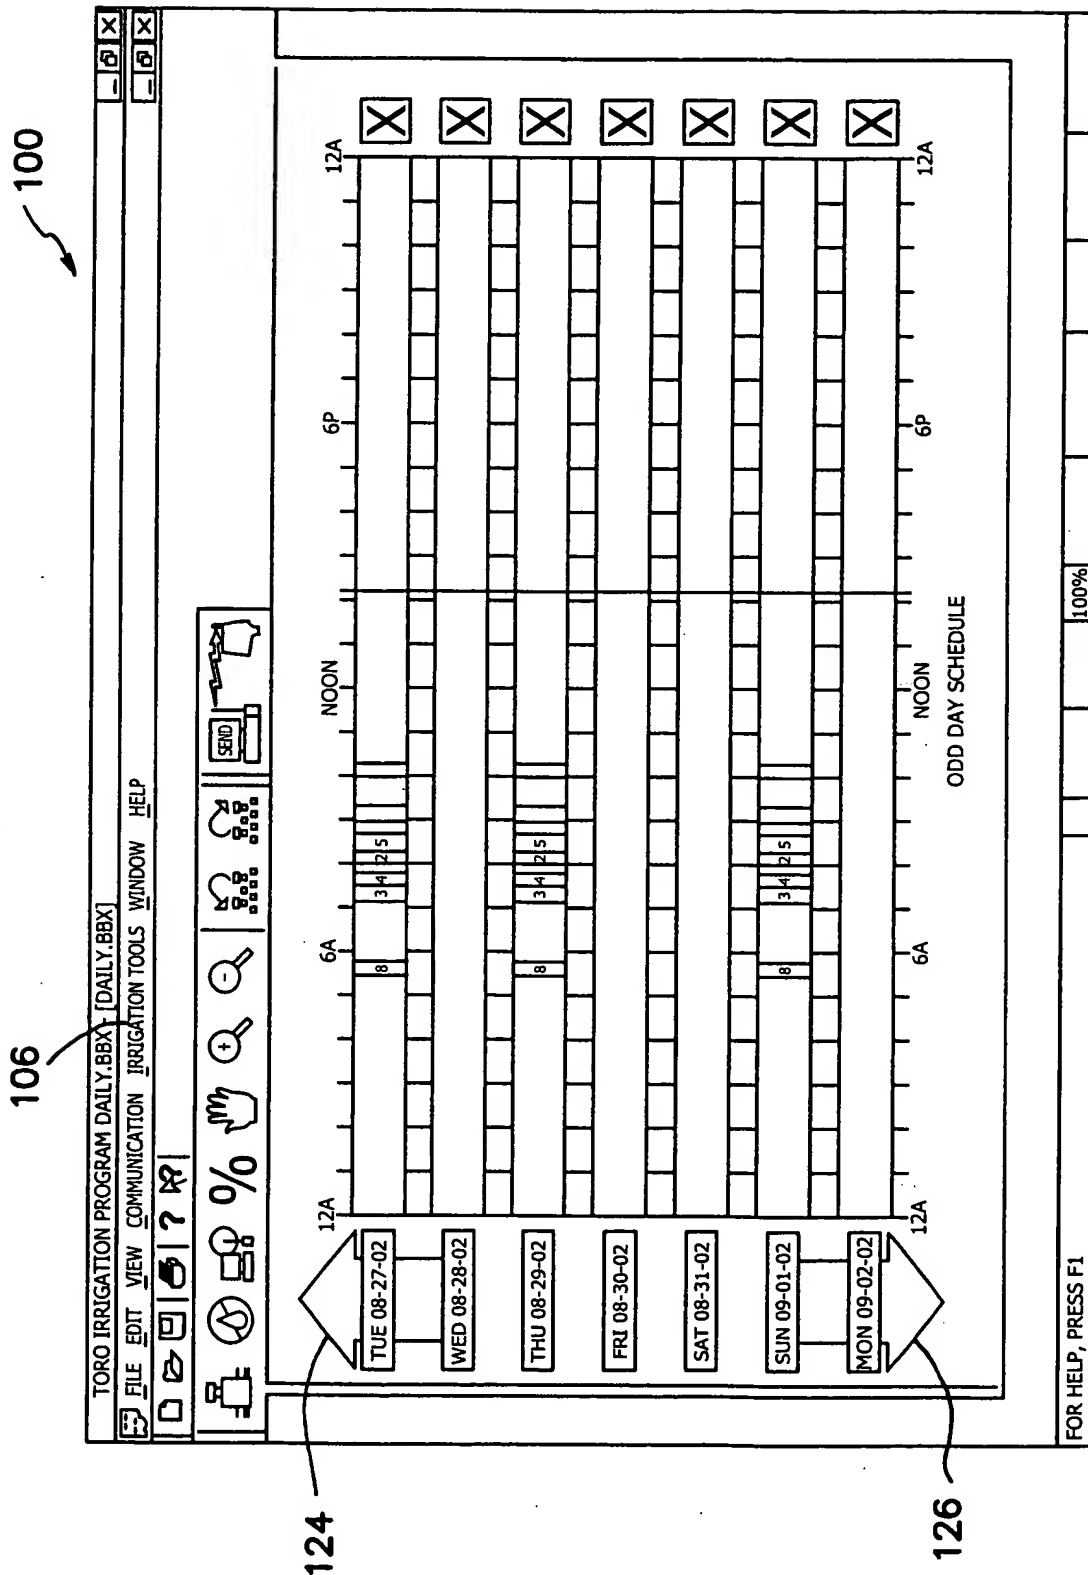 100
106
TORO IRRIGATION PROGRAM DAILY.BBX - [DAILY.BBX]
FILE EDIT VIEW COMMUNICATION IRRIGATION TOOLS WINDOW HELP
?
% + -
SEND
124
12A 6A NOON 6P 12A
TUE 08-27-02 8 3 4 2 5 X
WED 08-28-02 X
THU 08-29-02 8 3 4 2 5 X
FRI 08-30-02 X
SAT 08-31-02 X
SUN 09-01-02 8 3 4 2 5 X
MON 09-02-02 X
12A 6A NOON 6P 12A
126
ODD DAY SCHEDULE
FOR HELP, PRESS F1 100%